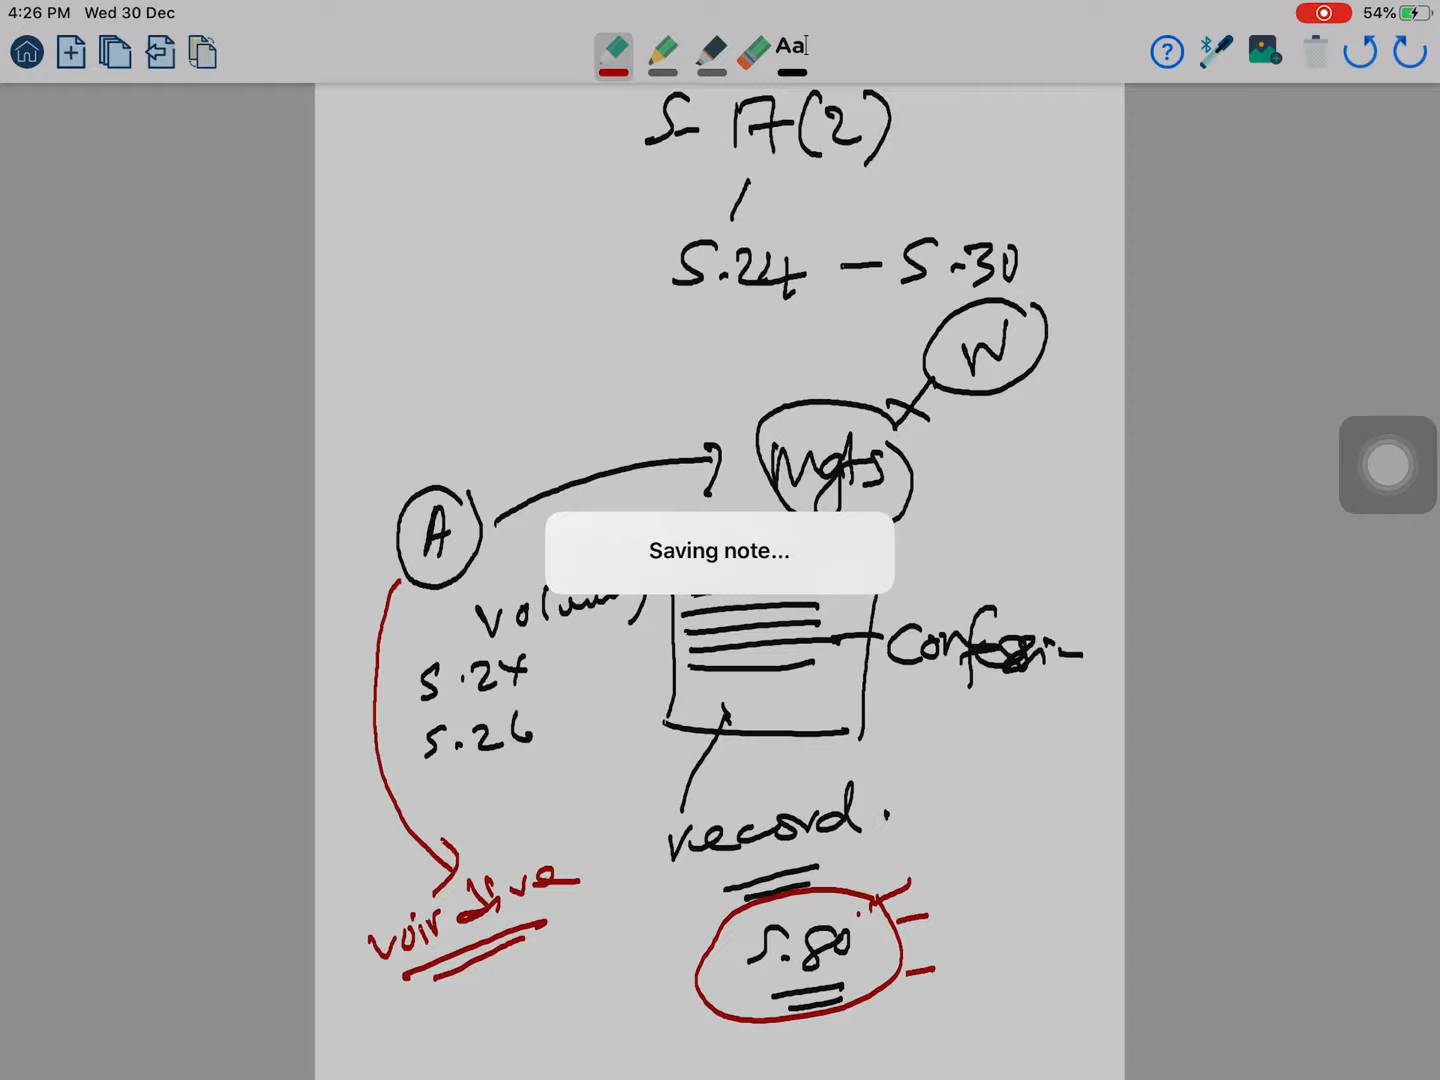 4:26 PM Wed 30 Dec
54%
Aa
?
S 17(2)
S.24 – S.30
W
Mgts
A
Saving note...
S.24
S.26
record.
voir dire
S.80